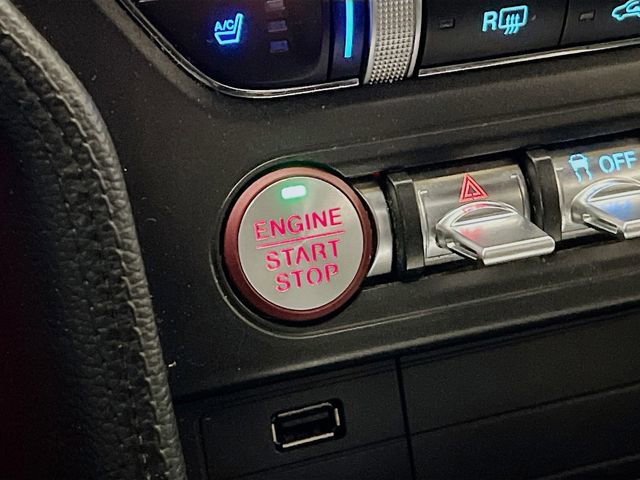 A/C
R
ENGINE
START
STOP
OFF